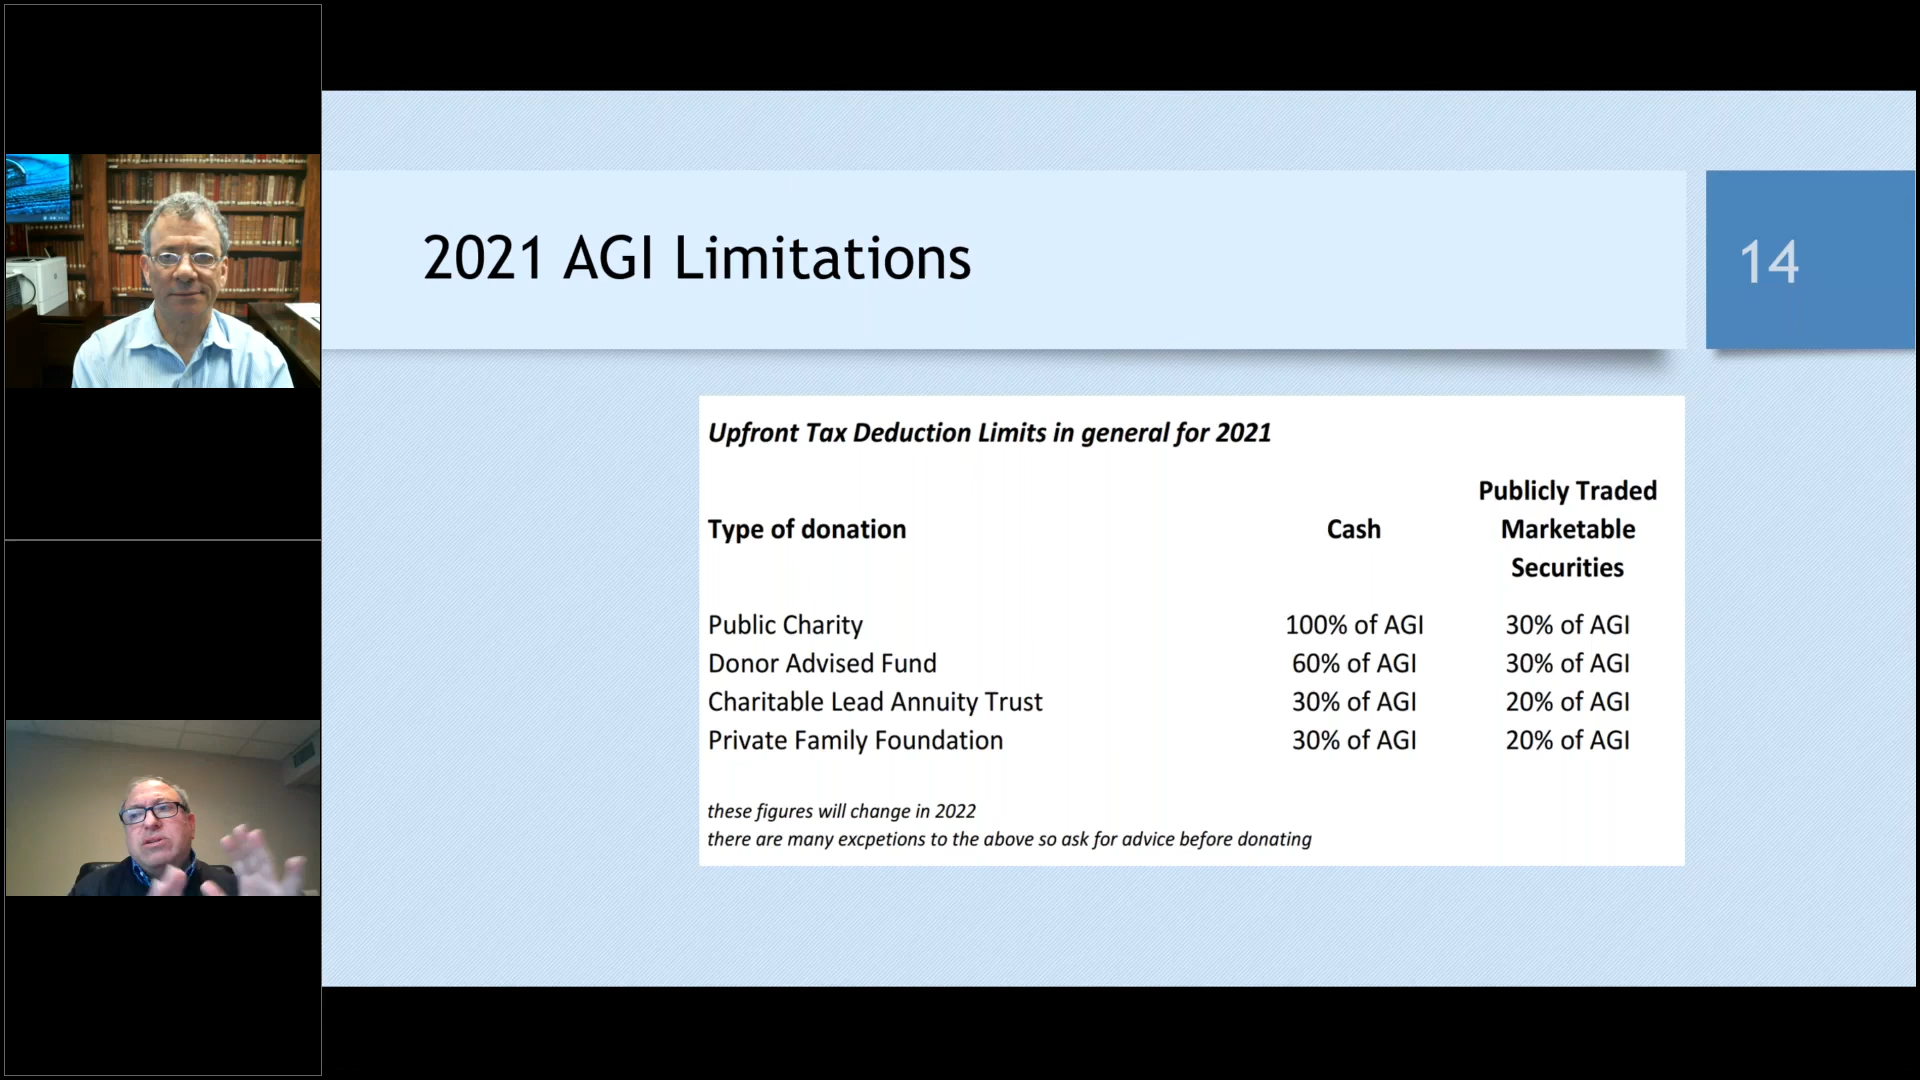 2021 AGI Limitations
14
Upfront Tax Deduction Limits in general for 2021
Publicly Traded
Type of donation Cash Marketable
Securities
Public Charity 100% of AGI 30% of AGI
Donor Advised Fund 60% of AGI 30% of AGI
Charitable Lead Annuity Trust 30% of AGI 20% of AGI
Private Family Foundation 30% of AGI 20% of AGI
these figures will change in 2022
there are many excpetions to the above so ask for advice before donating